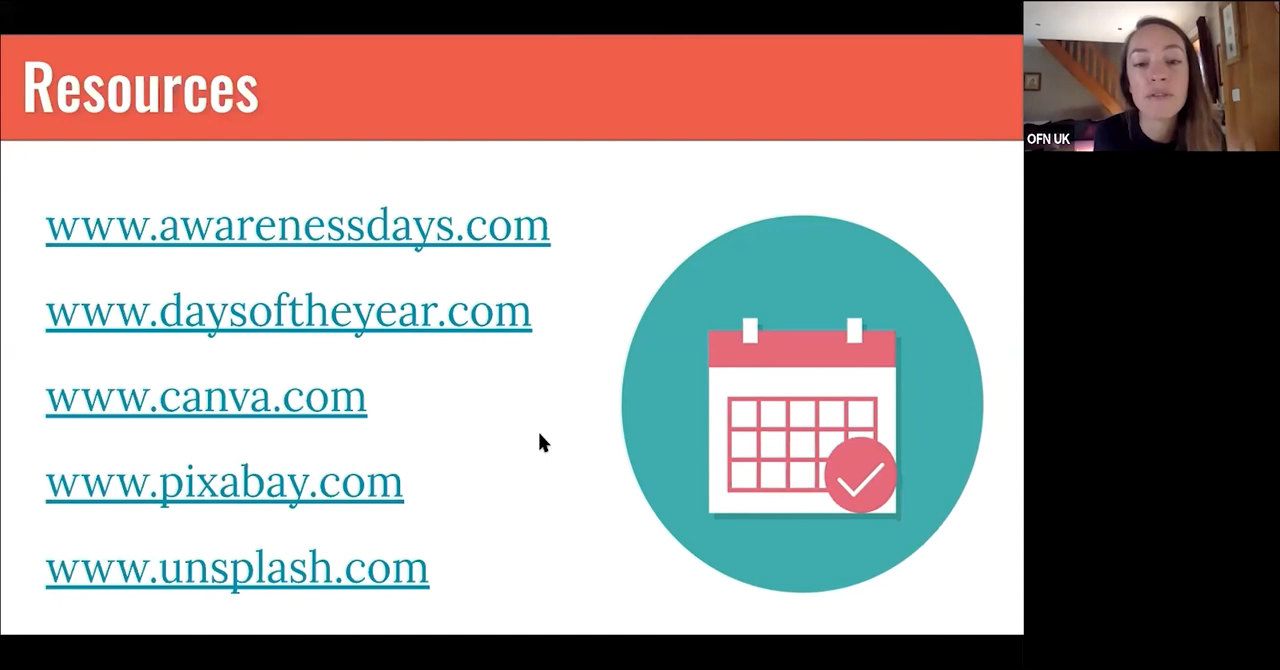 Resources
www.awarenessdays.com
www.daysoftheyear.com
www.canva.com
www.pixabay.com
www.unsplash.com
OFN UK